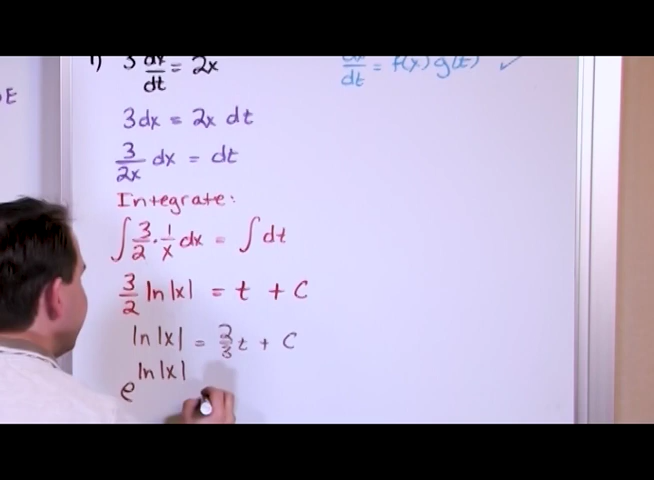 1) 3 dx/dt = 2x
dx/dt = f(x) g(t) ✓
DE
3dx = 2x dt
3/2x dx = dt
Integrate:
∫ 3/2 · 1/x dx = ∫ dt
3/2 ln|x| = t + C
ln|x| = 2/3 t + C
e^ln|x|